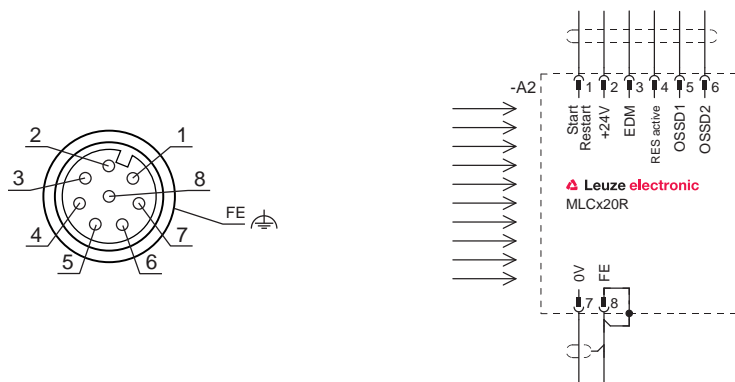 2
1
3
8
FE
4
7
5
6
-A2
1 2 3 4 5 6
Start
Restart
+24V
EDM
RES active
OSSD1
OSSD2
Leuze electronic
MLCx20R
0V
FE
7 8